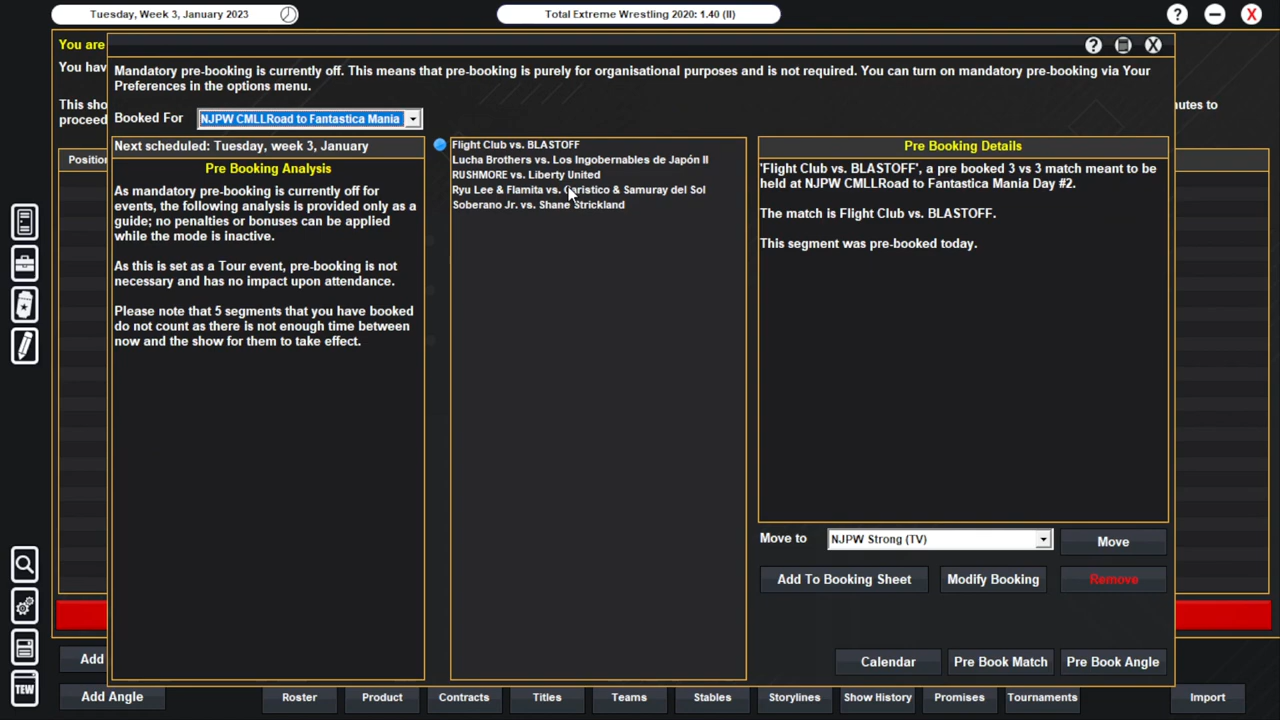 Tuesday, Week 3, January 2023
Total Extreme Wrestling 2020: 1.40 (II)
?
X
You are
You hav
This sho
proceed
nutes to
Position
? X
Mandatory pre-booking is currently off. This means that pre-booking is purely for organisational purposes and is not required. You can turn on mandatory pre-booking via Your
Preferences in the options menu.
Booked For
NJPW CMLLRoad to Fantastica Mania
Next scheduled: Tuesday, week 3, January
Pre Booking Analysis
As mandatory pre-booking is currently off for
events, the following analysis is provided only as a
guide; no penalties or bonuses can be applied
while the mode is inactive.
As this is set as a Tour event, pre-booking is not
necessary and has no impact upon attendance.
Please note that 5 segments that you have booked
do not count as there is not enough time between
now and the show for them to take effect.
Flight Club vs. BLASTOFF
Lucha Brothers vs. Los Ingobernables de Japón II
RUSHMORE vs. Liberty United
Ryu Lee & Flamita vs. Caristico & Samuray del Sol
Soberano Jr. vs. Shane Strickland
Pre Booking Details
'Flight Club vs. BLASTOFF', a pre booked 3 vs 3 match meant to be
held at NJPW CMLLRoad to Fantastica Mania Day #2.
The match is Flight Club vs. BLASTOFF.
This segment was pre-booked today.
Move to
NJPW Strong (TV)
Move
Add To Booking Sheet
Modify Booking
Remove
Calendar
Pre Book Match
Pre Book Angle
Add
TEW
Add Angle
Roster
Product
Contracts
Titles
Teams
Stables
Storylines
Show History
Promises
Tournaments
Import